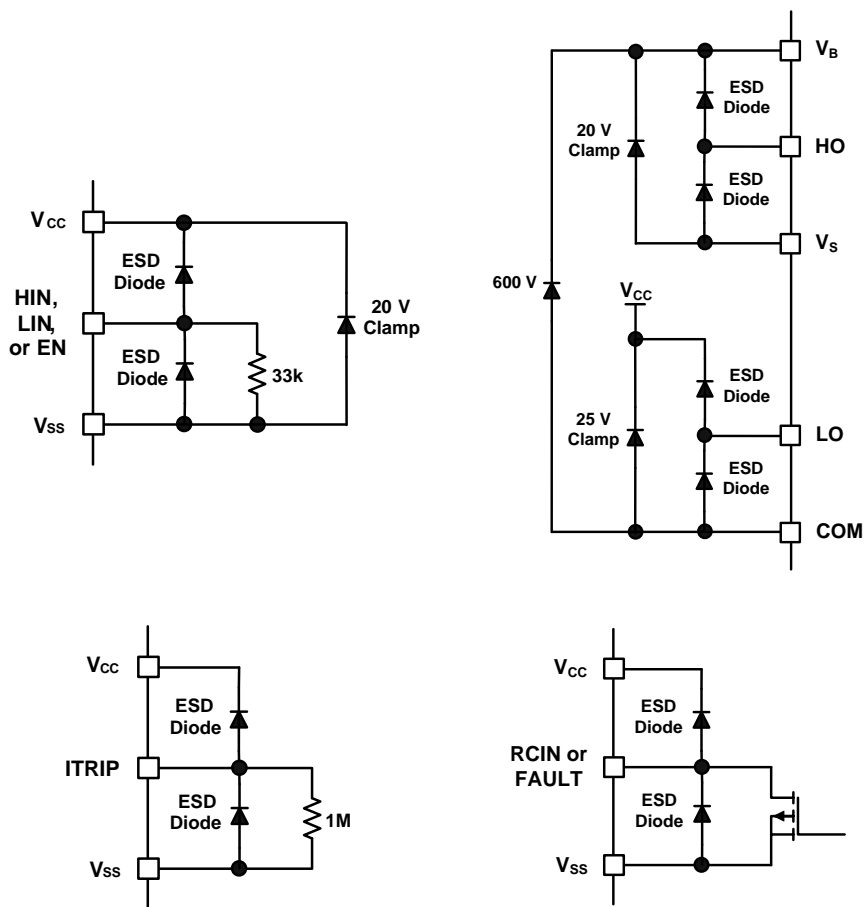 VCC
HIN,
LIN,
or EN
VSS
ESD
Diode
ESD
Diode
33k
20 V
Clamp
VB
HO
VS
ESD
Diode
ESD
Diode
20 V
Clamp
600 V
VCC
25 V
Clamp
ESD
Diode
ESD
Diode
LO
COM
VCC
ITRIP
VSS
ESD
Diode
ESD
Diode
1M
VCC
RCIN or
FAULT
VSS
ESD
Diode
ESD
Diode